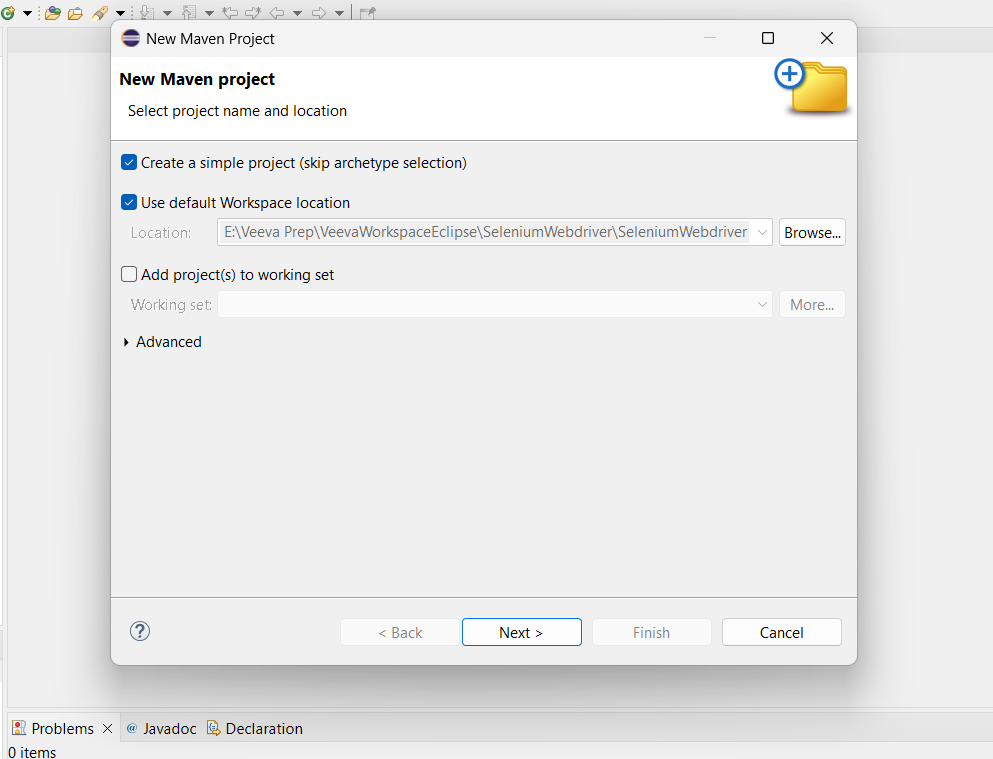 New Maven Project
New Maven project
Select project name and location
Create a simple project (skip archetype selection)
Use default Workspace location
Location: E:\Veeva Prep\VeevaWorkspaceEclipse\SeleniumWebdriver\SeleniumWebdriver Browse...
Add project(s) to working set
Working set: More...
Advanced
? < Back Next > Finish Cancel
Problems @ Javadoc Declaration
0 items